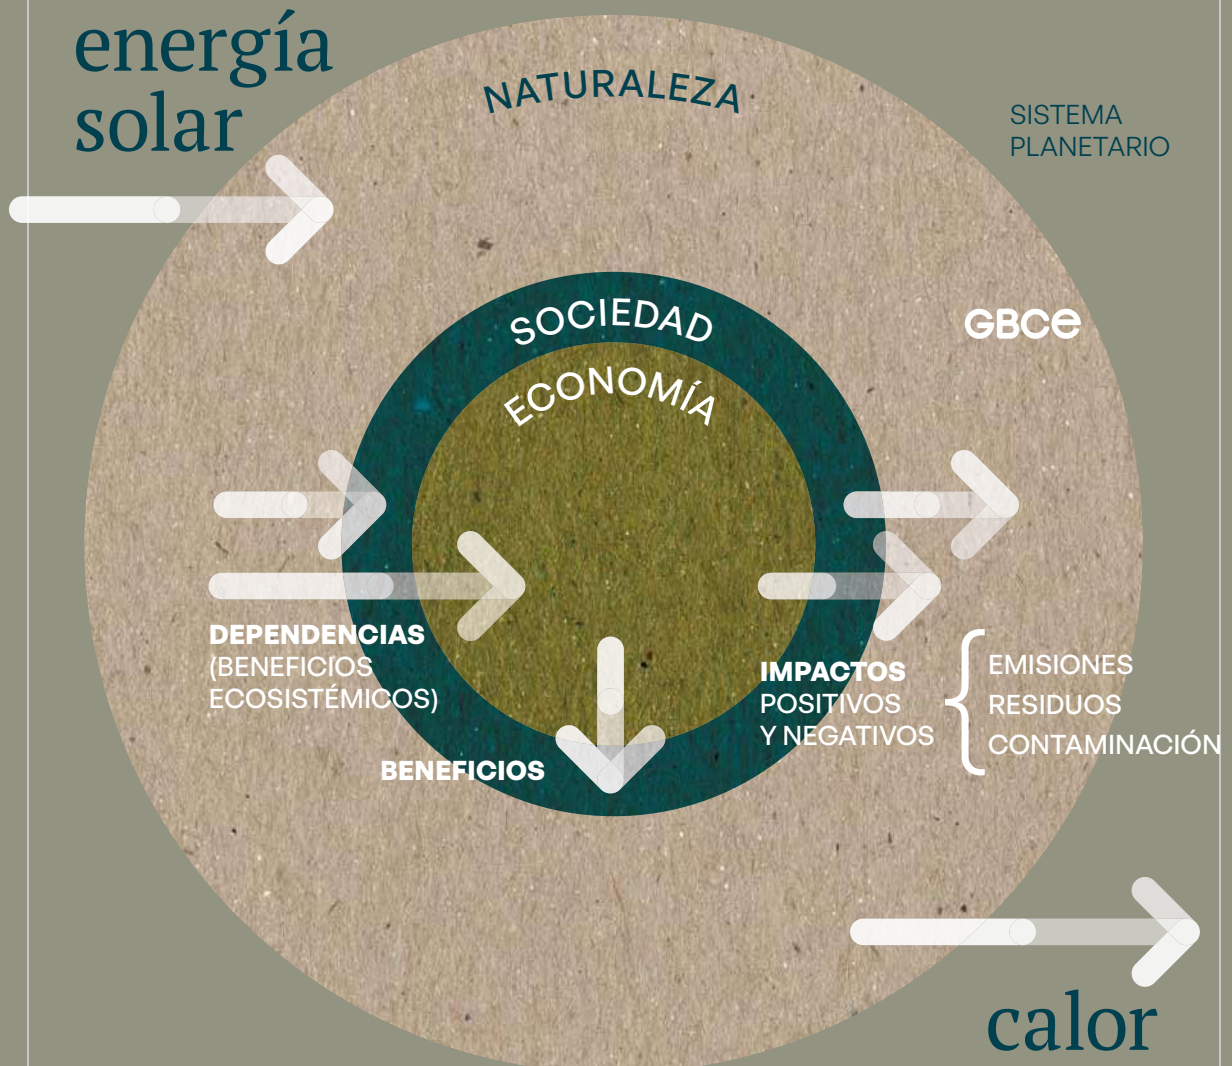 energía
solar
NATURALEZA
SISTEMA
PLANETARIO
SOCIEDAD
GBCe
ECONOMÍA
DEPENDENCIAS
(BENEFICIOS
ECOSISTÉMICOS)
IMPACTOS
POSITIVOS
Y NEGATIVOS
EMISIONES
RESIDUOS
CONTAMINACIÓN
BENEFICIOS
calor